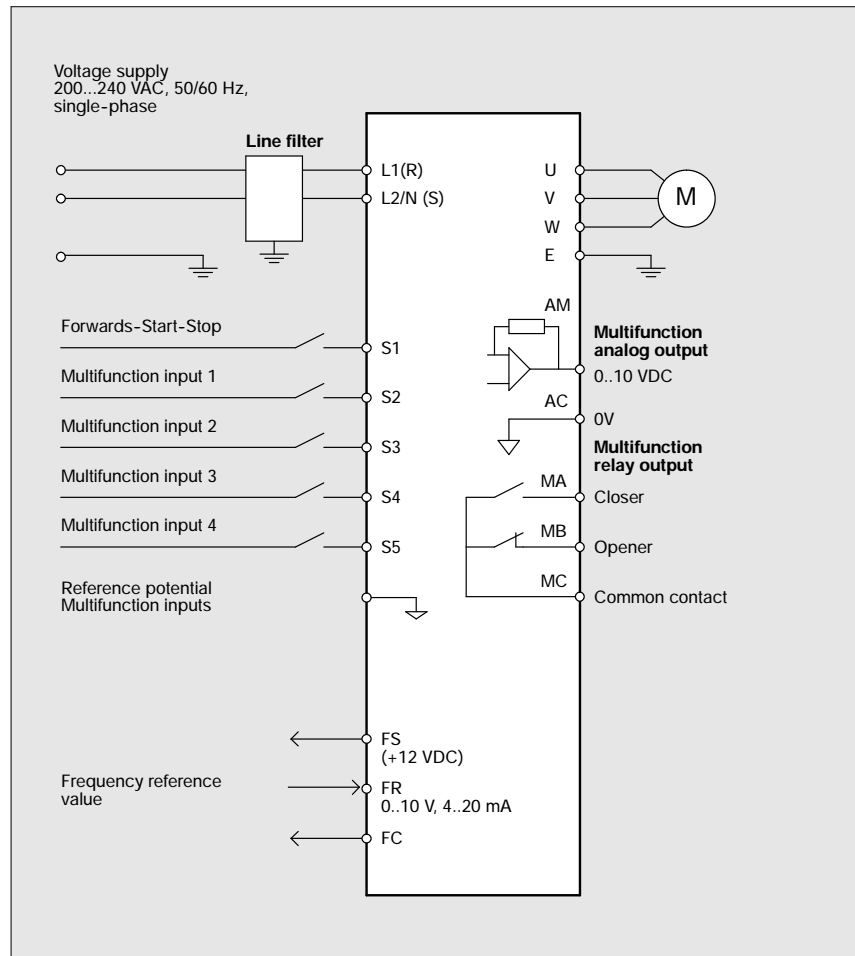 Voltage supply
200...240 VAC, 50/60 Hz,
single-phase
Line filter
L1(R)
L2/N (S)
U
V
W
E
M
Forwards-Start-Stop
S1
Multifunction input 1
S2
Multifunction input 2
S3
Multifunction input 3
S4
Multifunction input 4
S5
Reference potential
Multifunction inputs
AM
Multifunction
analog output
0..10 VDC
AC
0V
Multifunction
relay output
MA
Closer
MB
Opener
MC
Common contact
FS
(+12 VDC)
Frequency reference
value
FR
0..10 V, 4..20 mA
FC